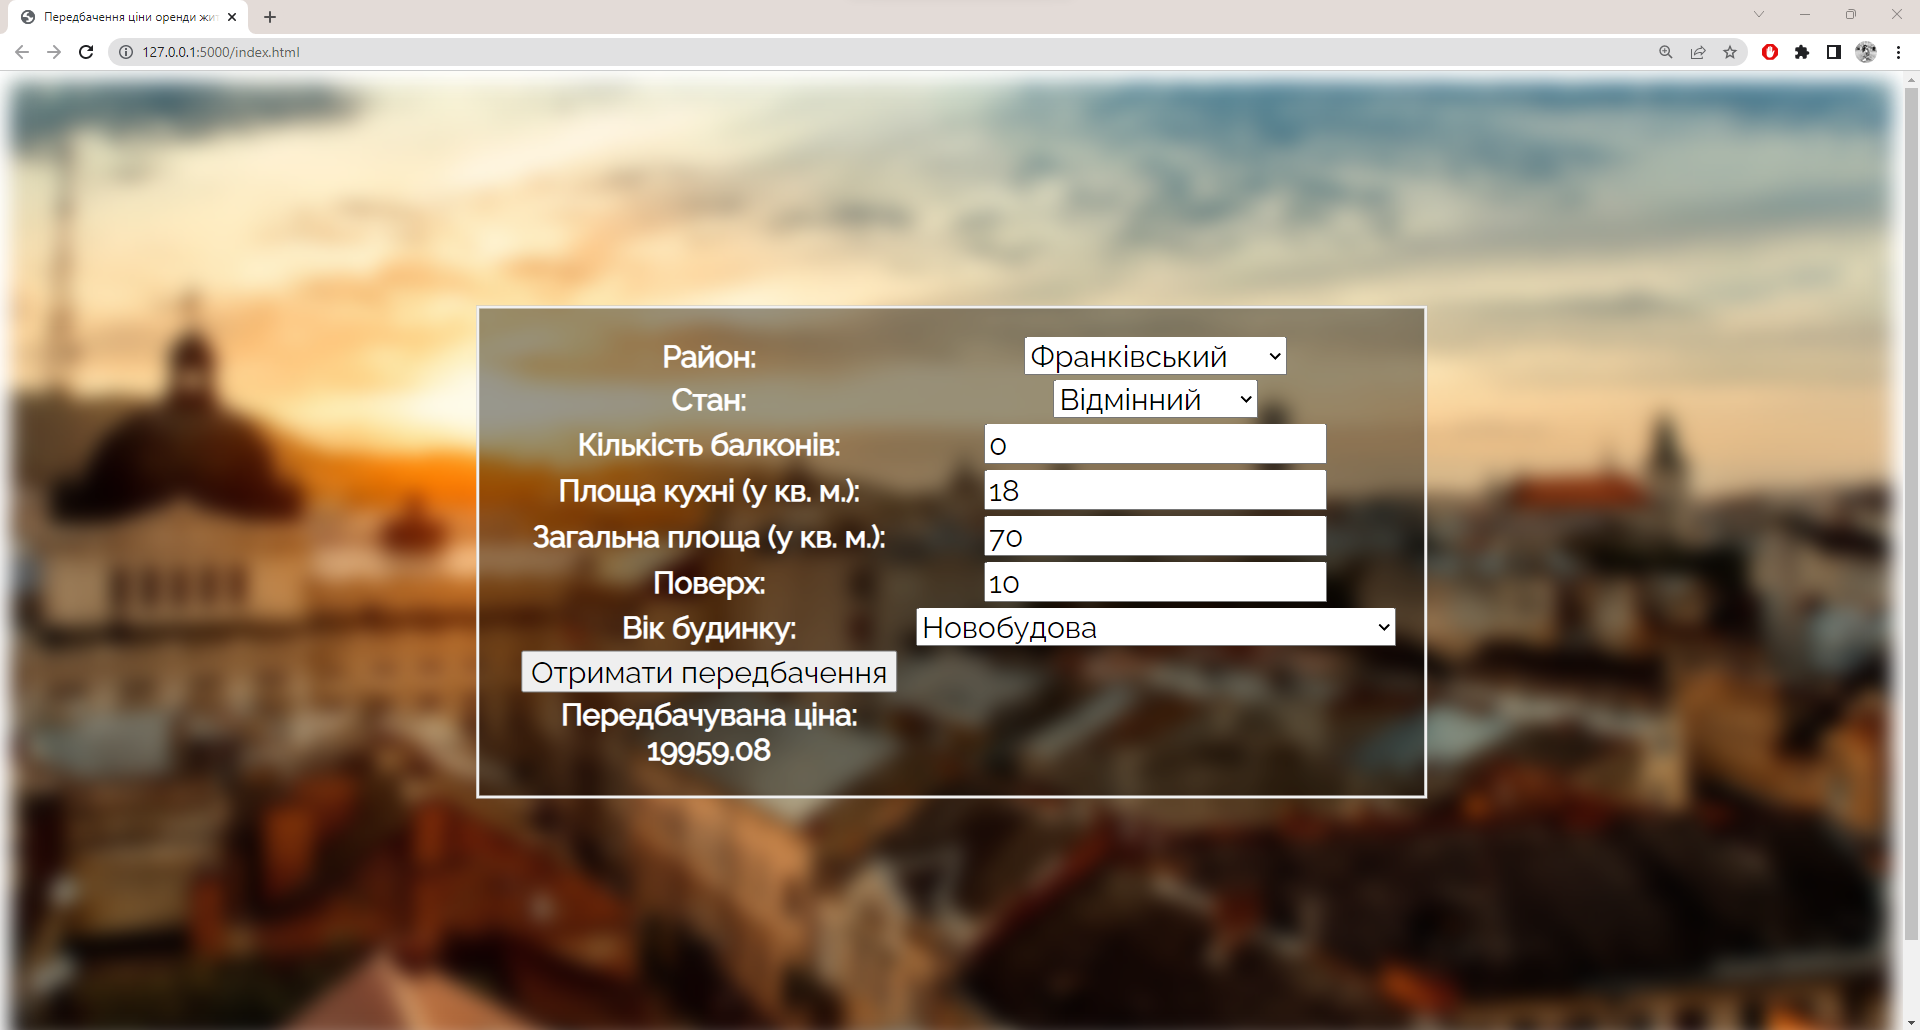 Передбачення ціни оренди жит
127.0.0.1:5000/index.html
Район: Франківський
Стан: Відмінний
Кількість балконів: 0
Площа кухні (у кв. м.): 18
Загальна площа (у кв. м.): 70
Поверх: 10
Вік будинку: Новобудова
Отримати передбачення
Передбачувана ціна:
19959.08